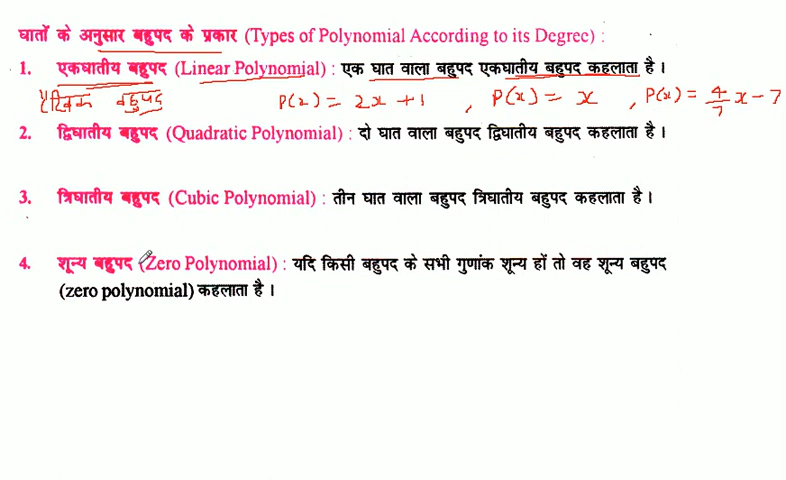 घातों के अनुसार बहुपद के प्रकार (Types of Polynomial According to its Degree) :
1. एकघातीय बहुपद (Linear Polynomial) : एक घात वाला बहुपद एकघातीय बहुपद कहलाता है।
रैखिक बहुपद P(x) = 2x + 1 , P(x) = x , P(x) = 4/7 x - 7
2. द्विघातीय बहुपद (Quadratic Polynomial) : दो घात वाला बहुपद द्विघातीय बहुपद कहलाता है।
3. त्रिघातीय बहुपद (Cubic Polynomial) : तीन घात वाला बहुपद त्रिघातीय बहुपद कहलाता है।
4. शून्य बहुपद (Zero Polynomial) : यदि किसी बहुपद के सभी गुणांक शून्य हों तो वह शून्य बहुपद
(zero polynomial) कहलाता है।